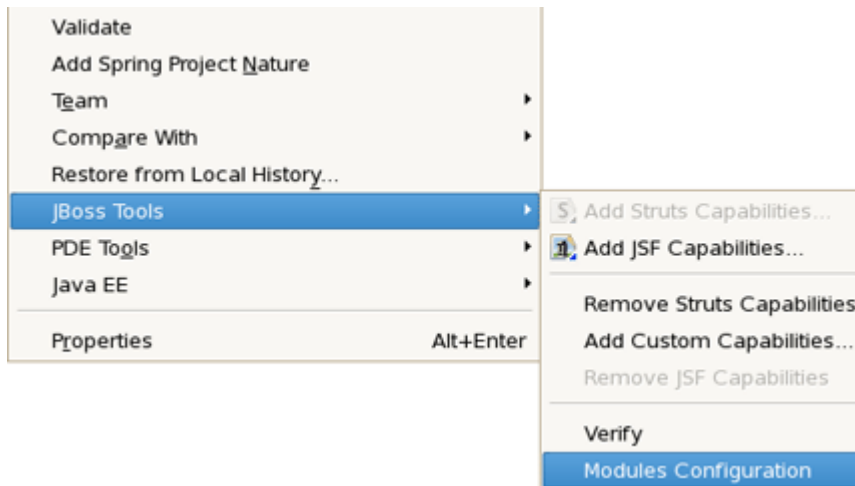 Validate
Add Spring Project Nature
Team
Compare With
Restore from Local History...
JBoss Tools
PDE Tools
Java EE
Properties Alt+Enter
Add Struts Capabilities...
Add JSF Capabilities...
Remove Struts Capabilities
Add Custom Capabilities...
Remove JSF Capabilities
Verify
Modules Configuration